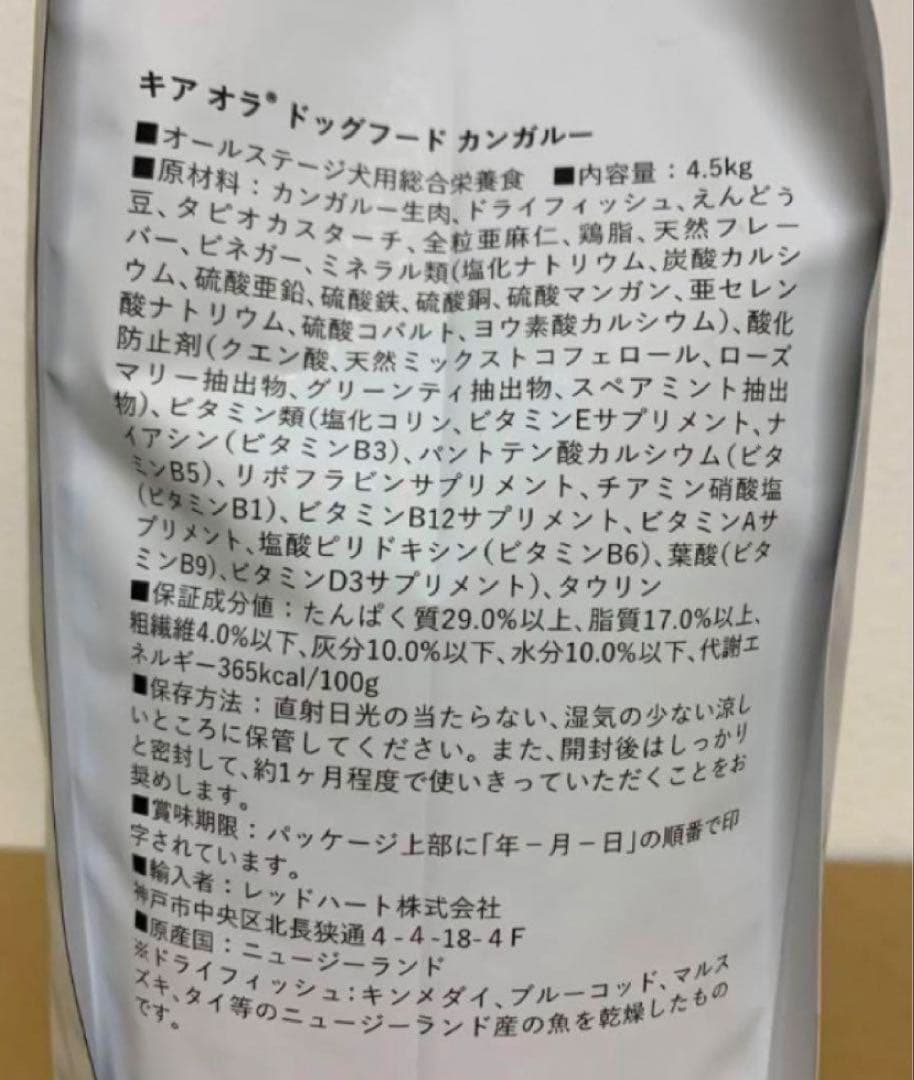 キア オラ® ドッグフード カンガルー
■オールステージ犬用総合栄養食 ■内容量：4.5kg
■原材料：カンガルー生肉、ドライフィッシュ、えんどう
豆、タピオカスターチ、全粒亜麻仁、鶏脂、天然フレー
バー、ビネガー、ミネラル類(塩化ナトリウム、炭酸カルシ
ウム、硫酸亜鉛、硫酸鉄、硫酸銅、硫酸マンガン、亜セレン
酸ナトリウム、硫酸コバルト、ヨウ素酸カルシウム)、酸化
防止剤(クエン酸、天然ミックストコフェロール、ローズ
マリー抽出物、グリーンティ抽出物、スペアミント抽出
物)、ビタミン類(塩化コリン、ビタミンEサプリメント、ナ
イアシン(ビタミンB3)、パントテン酸カルシウム(ビタ
ミンB5)、リボフラビンサプリメント、チアミン硝酸塩
(ビタミンB1)、ビタミンB12サプリメント、ビタミンAサ
プリメント、塩酸ピリドキシン(ビタミンB6)、葉酸(ビタ
ミンB9)、ビタミンD3サプリメント)、タウリン
■保証成分値：たんぱく質29.0%以上、脂質17.0%以上、
粗繊維4.0%以下、灰分10.0%以下、水分10.0%以下、代謝エ
ネルギー365kcal/100g
■保存方法：直射日光の当たらない、湿気の少ない涼し
いところに保管してください。また、開封後はしっかり
と密封して、約1ヶ月程度で使いきっていただくことをお
奨めします。
■賞味期限：パッケージ上部に「年－月－日」の順番で印
字されています。
■輸入者：レッドハート株式会社
神戸市中央区北長狭通4-4-18-4F
■原産国：ニュージーランド
※ドライフィッシュ：キンメダイ、ブルーコッド、マルス
ズキ、タイ等のニュージーランド産の魚を乾燥したもの
です。